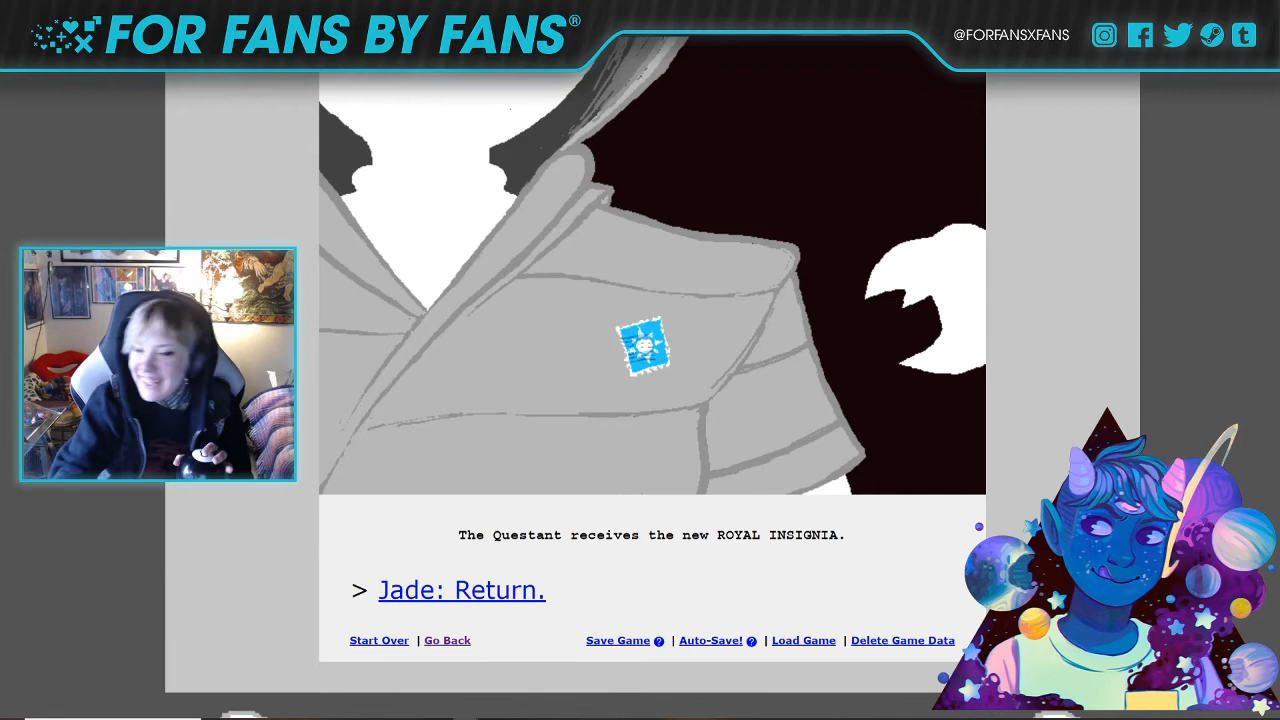 FOR FANS BY FANS®
@FORFANSXFANS
The Questant receives the new ROYAL INSIGNIA.
> Jade: Return.
Start Over | Go Back
Save Game ? | Auto-Save! ? | Load Game | Delete Game Data